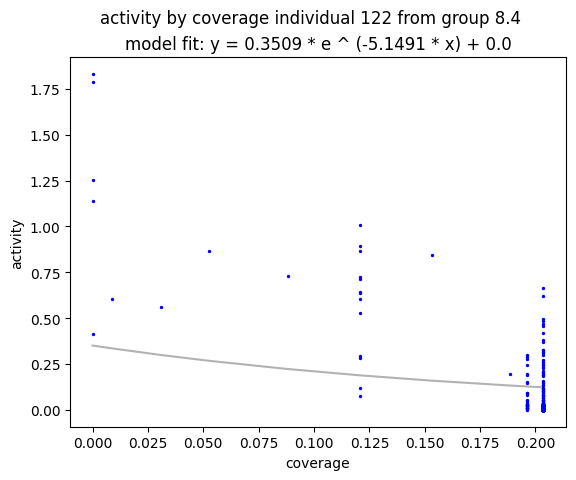 activity by coverage individual 122 from group 8.4
model fit: y = 0.3509 * e ^ (-5.1491 * x) + 0.0
1.75
1.50
1.25
1.00
0.75
0.50
0.25
0.00
activity
0.000 0.025 0.050 0.075 0.100 0.125 0.150 0.175 0.200
coverage